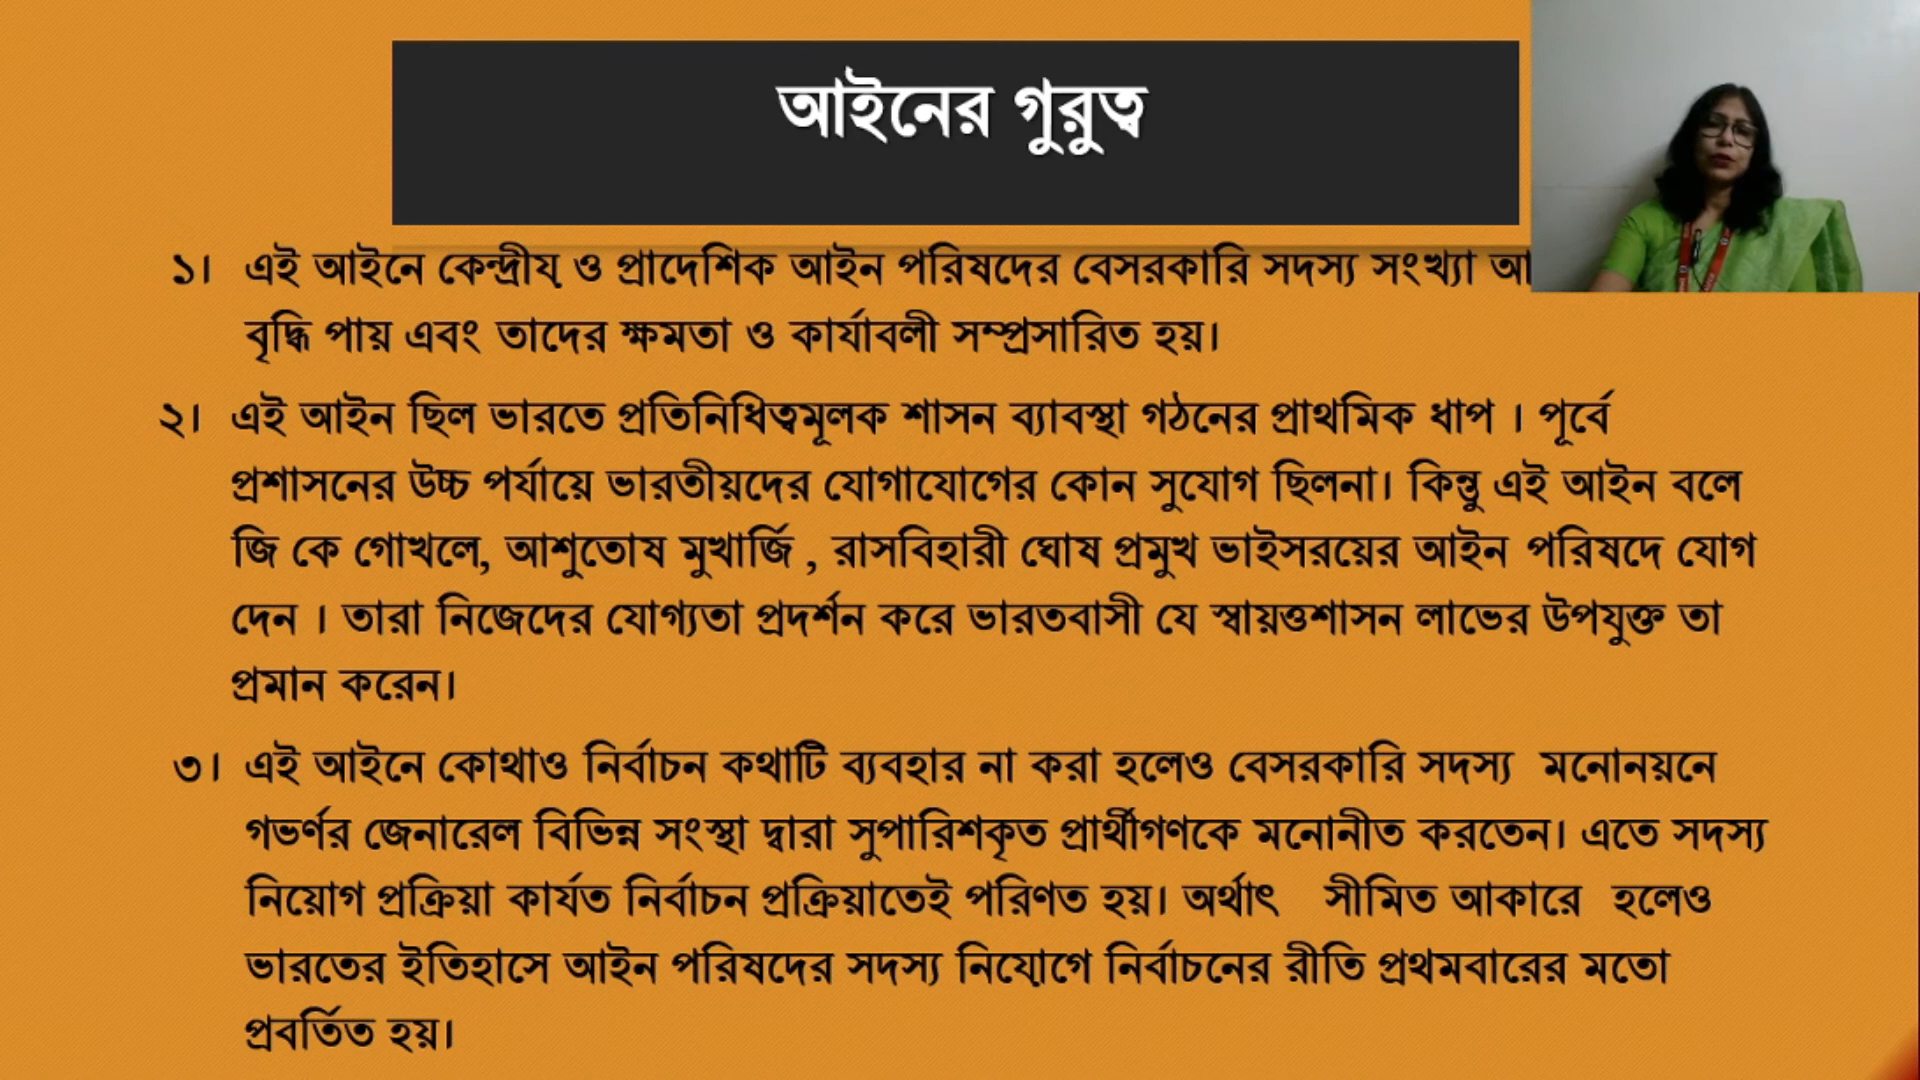 আইনের গুরুত্ব
১। এই আইনে কেন্দ্রীয় ও প্রাদেশিক আইন পরিষদের বেসরকারি সদস্য সংখ্যা
বৃদ্ধি পায় এবং তাদের ক্ষমতা ও কার্যাবলী সম্প্রসারিত হয়।
২। এই আইন ছিল ভারতে প্রতিনিধিত্বমূলক শাসন ব্যাবস্থা গঠনের প্রাথমিক ধাপ । পূর্বে
প্রশাসনের উচ্চ পর্যায়ে ভারতীয়দের যোগাযোগের কোন সুযোগ ছিলনা। কিন্তু এই আইন বলে
জি কে গোখলে, আশুতোষ মুখার্জি , রাসবিহারী ঘোষ প্রমুখ ভাইসরয়ের আইন পরিষদে যোগ
দেন । তারা নিজেদের যোগ্যতা প্রদর্শন করে ভারতবাসী যে স্বায়ত্তশাসন লাভের উপযুক্ত তা
প্রমান করেন।
৩। এই আইনে কোথাও নির্বাচন কথাটি ব্যবহার না করা হলেও বেসরকারি সদস্য মনোনয়নে
গভর্ণর জেনারেল বিভিন্ন সংস্থা দ্বারা সুপারিশকৃত প্রার্থীগণকে মনোনীত করতেন। এতে সদস্য
নিয়োগ প্রক্রিয়া কার্যত নির্বাচন প্রক্রিয়াতেই পরিণত হয়। অর্থাৎ সীমিত আকারে হলেও
ভারতের ইতিহাসে আইন পরিষদের সদস্য নিয়োগে নির্বাচনের রীতি প্রথমবারের মতো
প্রবর্তিত হয়।